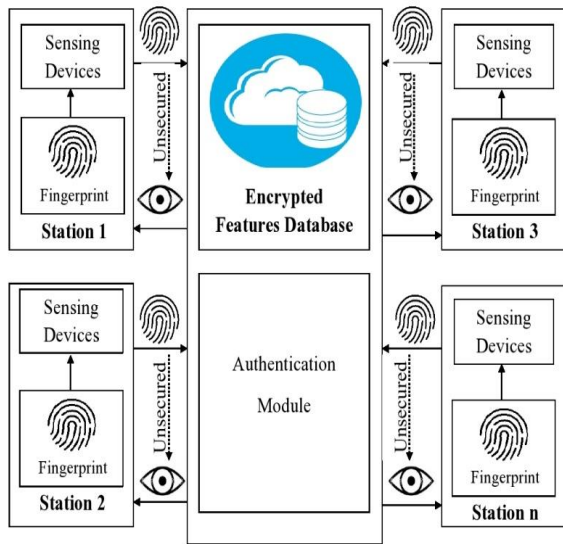 Sensing
Devices
Unsecured
Fingerprint
Station 1
Encrypted
Features Database
Sensing
Devices
Unsecured
Fingerprint
Station 3
Sensing
Devices
Unsecured
Fingerprint
Station 2
Authentication
Module
Sensing
Devices
Unsecured
Fingerprint
Station n